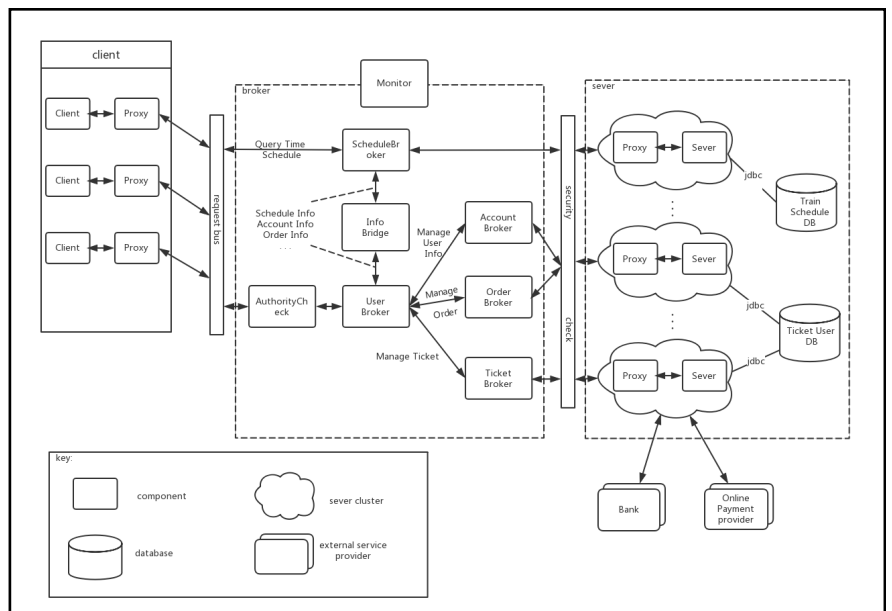 client
Client
Proxy
Client
Proxy
Client
Proxy
request bus
broker
Monitor
Query Time
Schedule
ScheduleBr
oker
Schedule Info
Account Info
Order Info
. . .
Info
Bridge
AuthorityCh
eck
User
Broker
Manage
User
Info
Account
Broker
Manage
Order
Order
Broker
Manage Ticket
Ticket
Broker
security
check
sever
Proxy
Sever
jdbc
Train
Schedule
DB
Proxy
Sever
jdbc
Ticket User
DB
jdbc
Proxy
Sever
Bank
Online
Payment
provider
key:
component
sever cluster
database
external service
provider